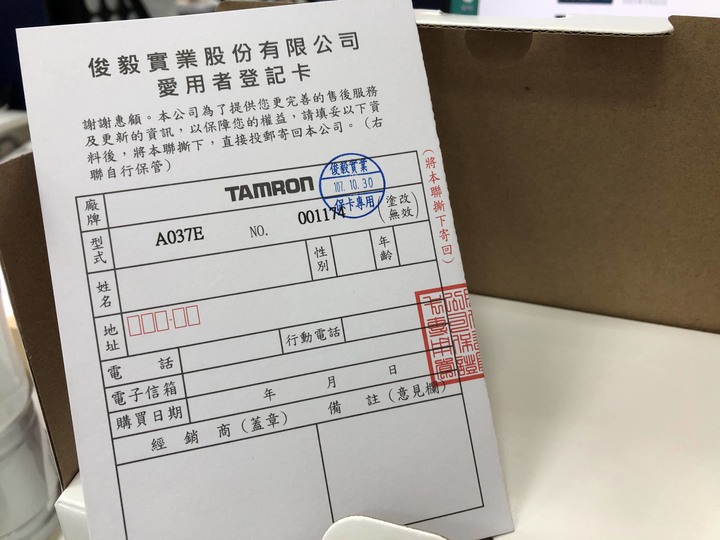 俊毅實業股份有限公司
愛用者登記卡
謝謝惠顧。本公司為了提供您更完善的售後服務
及更新的資訊，以保障您的權益，請填妥以下資
料後，將本聯撕下，直接投郵寄回本公司。（右
聯自行保管）
廠牌 TAMRON
俊毅實業
107. 10. 30
保卡專用
（塗改無效）
型式 A037E NO. 001174
姓名 性別 年齡
地址
電話 行動電話
電子信箱
購買日期 年 月 日
經銷商（蓋章） 備註（意見欄）
（將本聯撕下寄回）